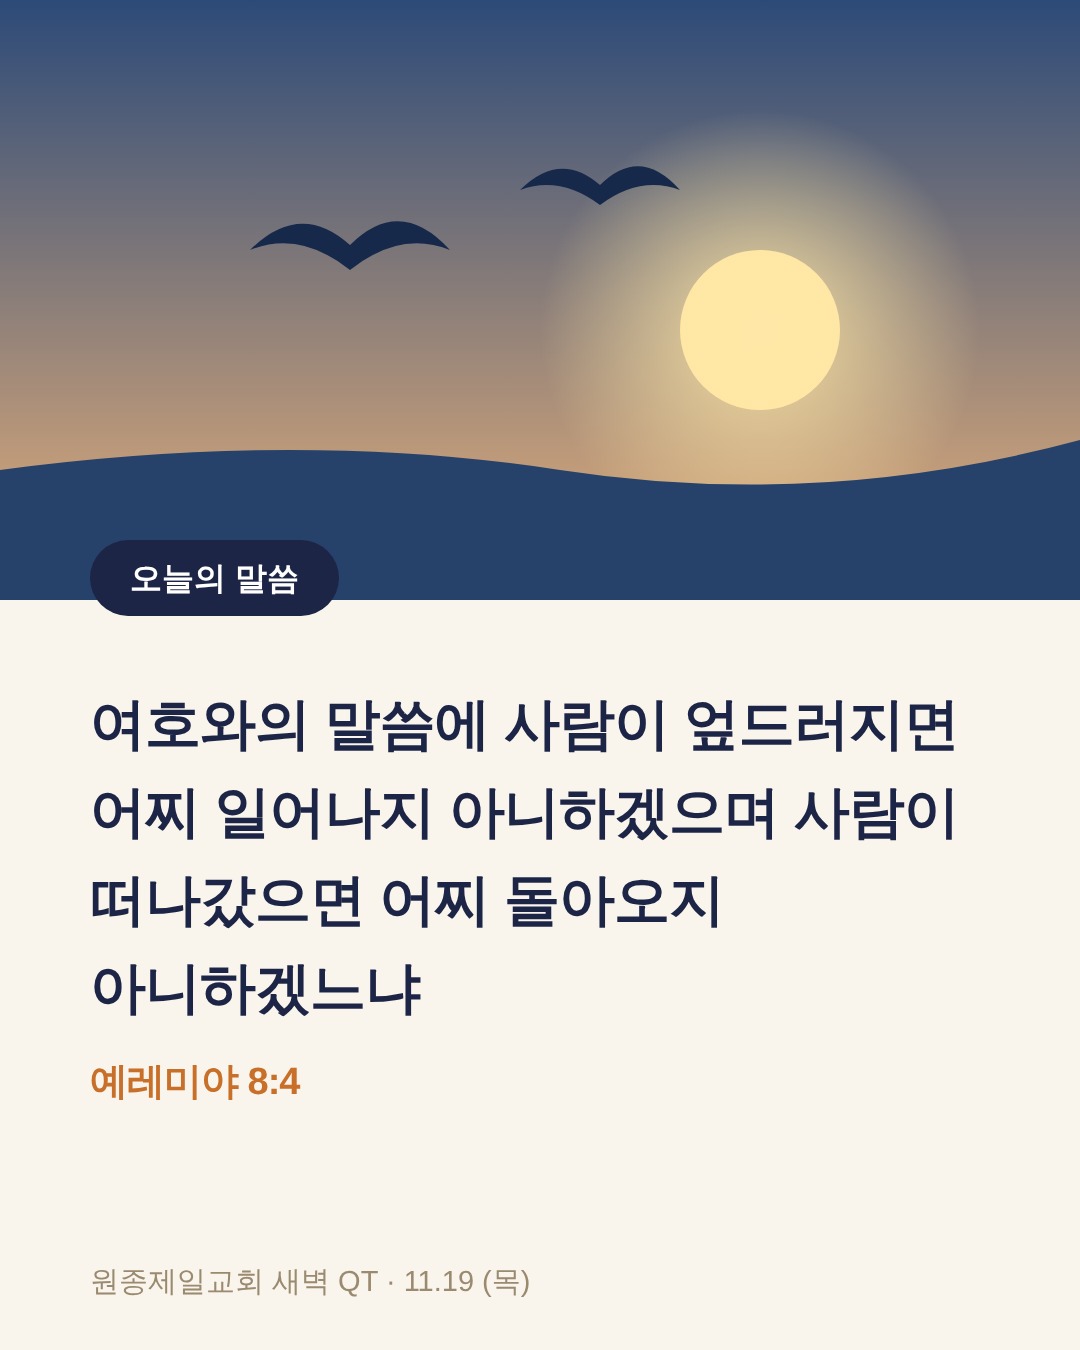 오늘의 말씀
여호와의 말씀에 사람이 엎드러지면
어찌 일어나지 아니하겠으며 사람이
떠나갔으면 어찌 돌아오지
아니하겠느냐
예레미야 8:4
원종제일교회 새벽 QT · 11.19 (목)